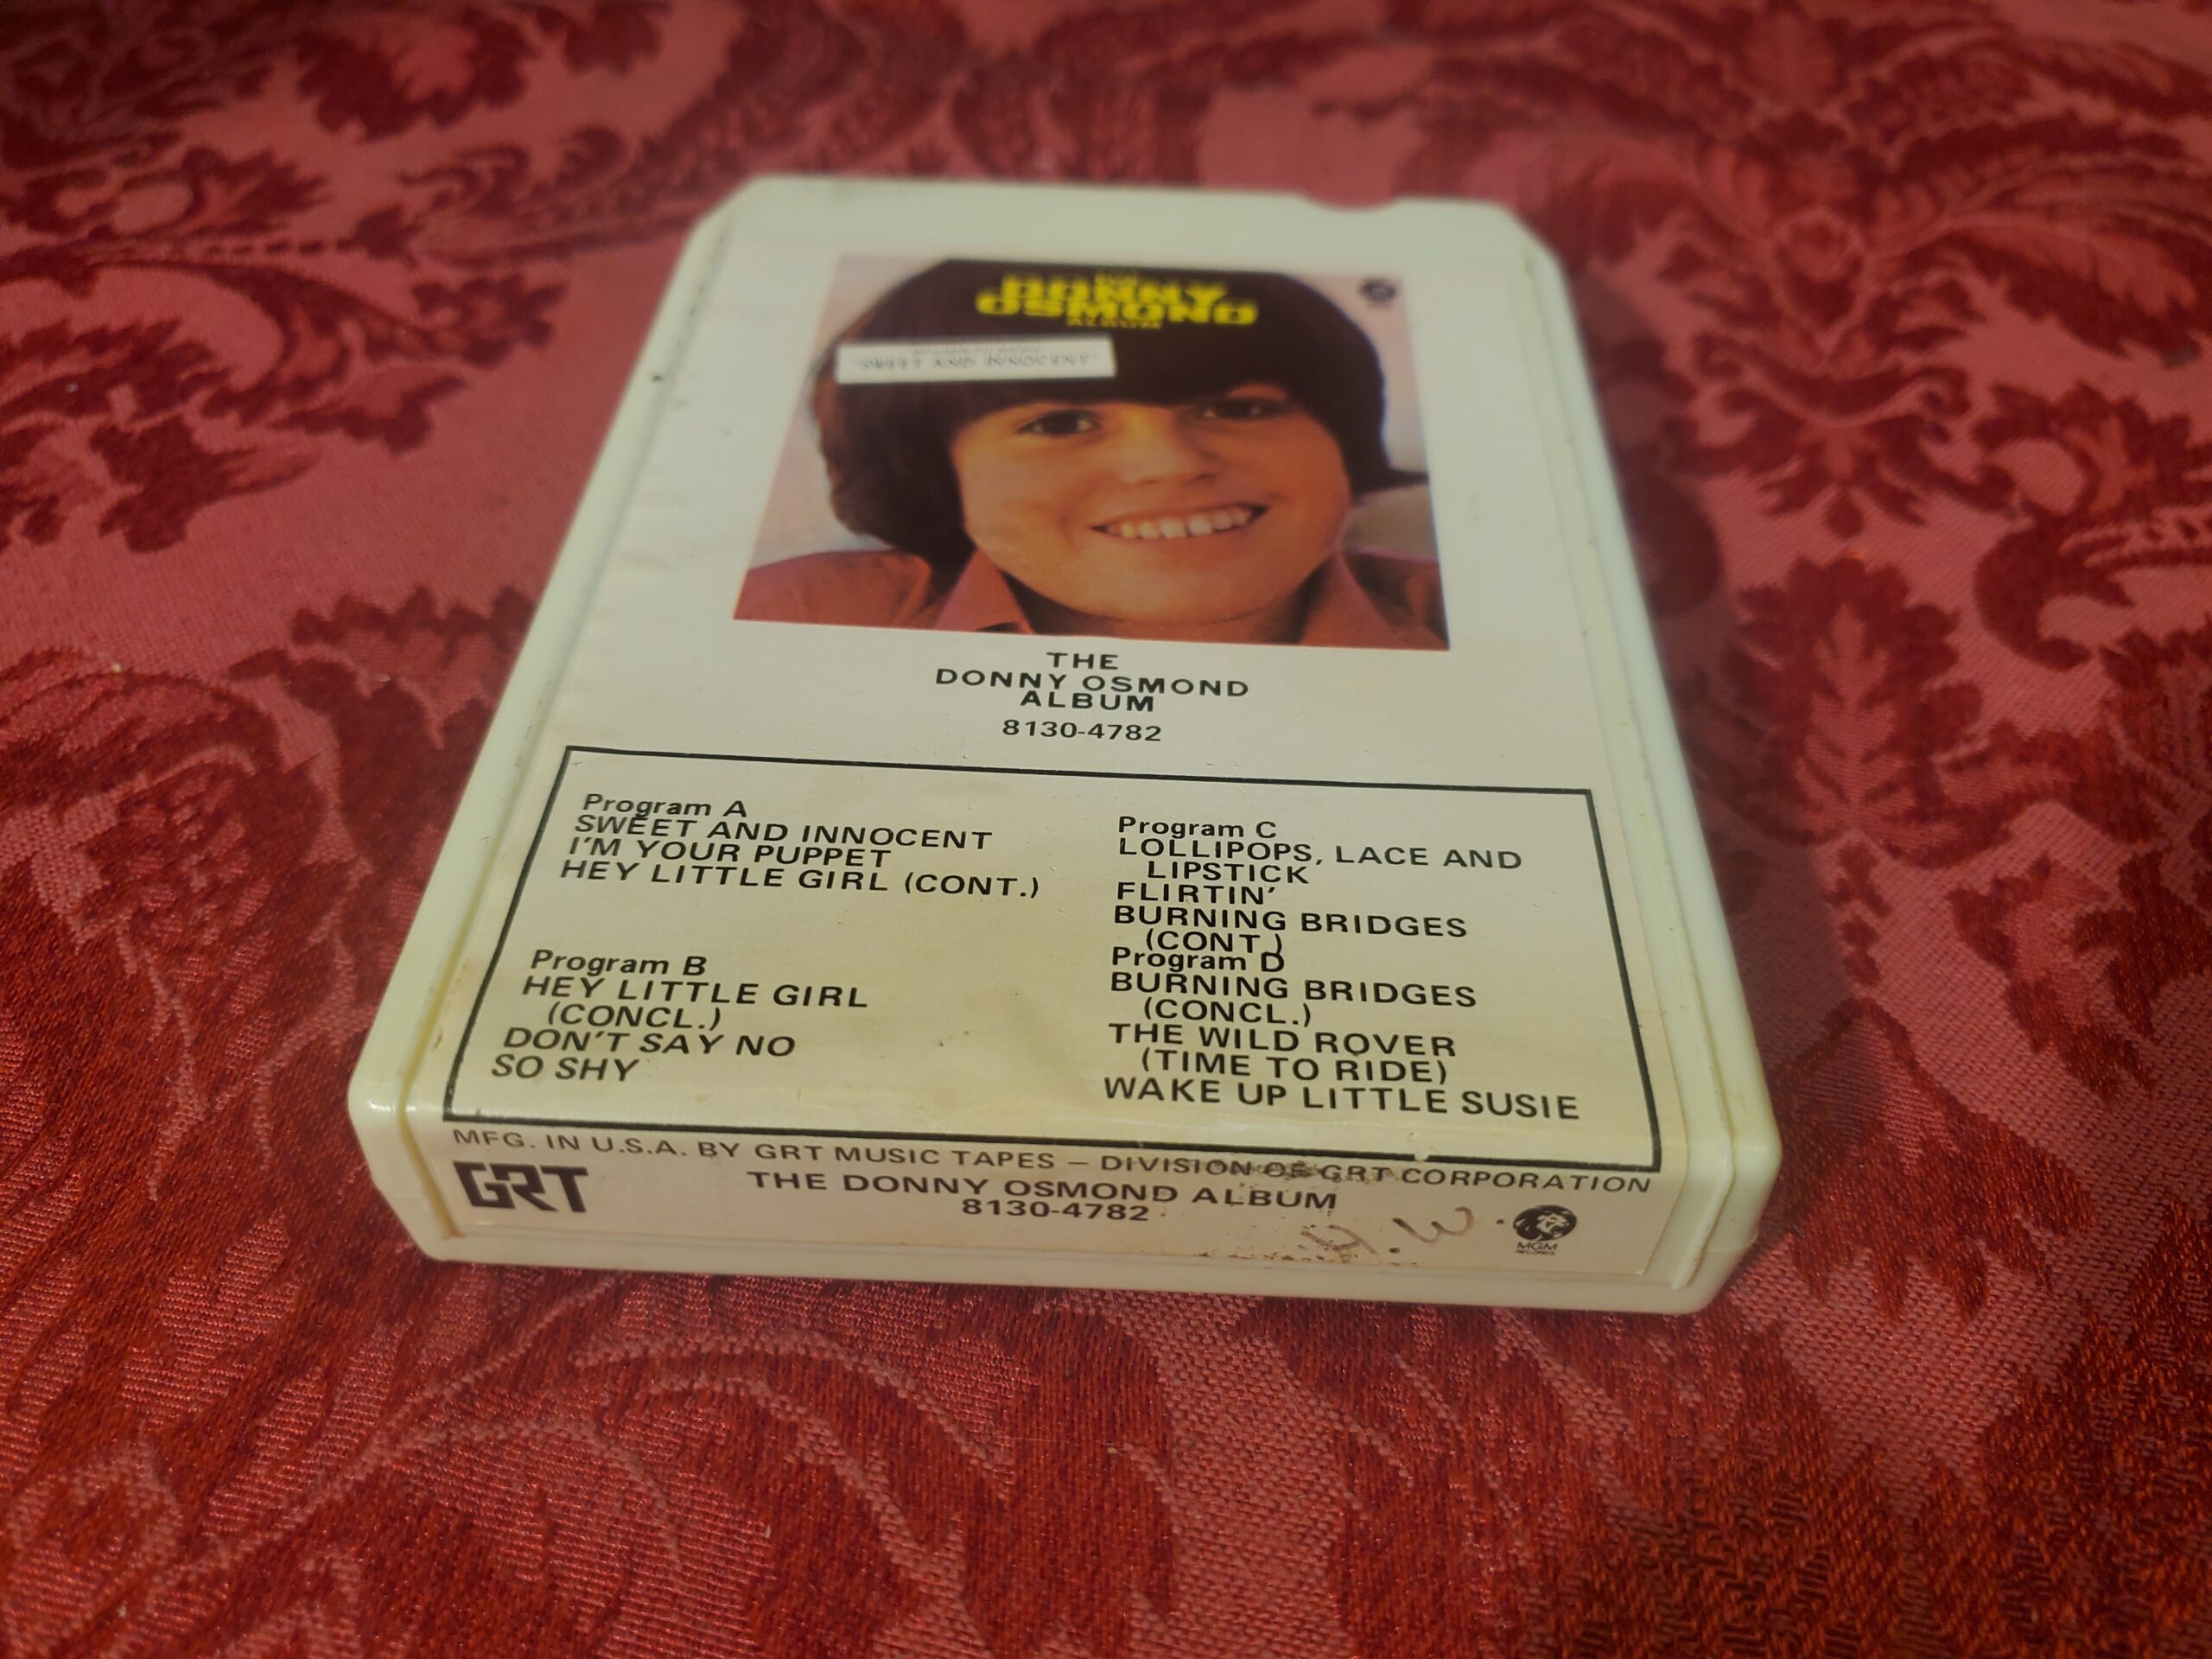 THE
DONNY
OSMOND
ALBUM
"SWEET AND INNOCENT"
THE
DONNY OSMOND
ALBUM
8130-4782
Program A
SWEET AND INNOCENT
I'M YOUR PUPPET
HEY LITTLE GIRL (CONT.)
Program B
HEY LITTLE GIRL
(CONCL.)
DON'T SAY NO
SO SHY
Program C
LOLLIPOPS, LACE AND
LIPSTICK
FLIRTIN'
BURNING BRIDGES
(CONT.)
Program D
BURNING BRIDGES
(CONCL.)
THE WILD ROVER
(TIME TO RIDE)
WAKE UP LITTLE SUSIE
MFG. IN U.S.A. BY GRT MUSIC TAPES – DIVISION OF GRT CORPORATION
GRT
THE DONNY OSMOND ALBUM
8130-4782
MGM
RECORDS